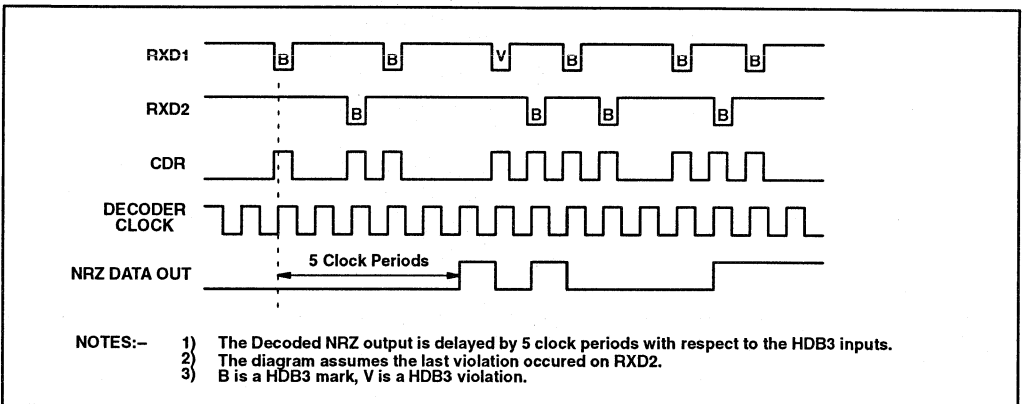 RXD1 B B V B B B
RXD2 B B B B
CDR
DECODER
CLOCK
5 Clock Periods
NRZ DATA OUT
NOTES:– 1) The Decoded NRZ output is delayed by 5 clock periods with respect to the HDB3 inputs.
2) The diagram assumes the last violation occured on RXD2.
3) B is a HDB3 mark, V is a HDB3 violation.